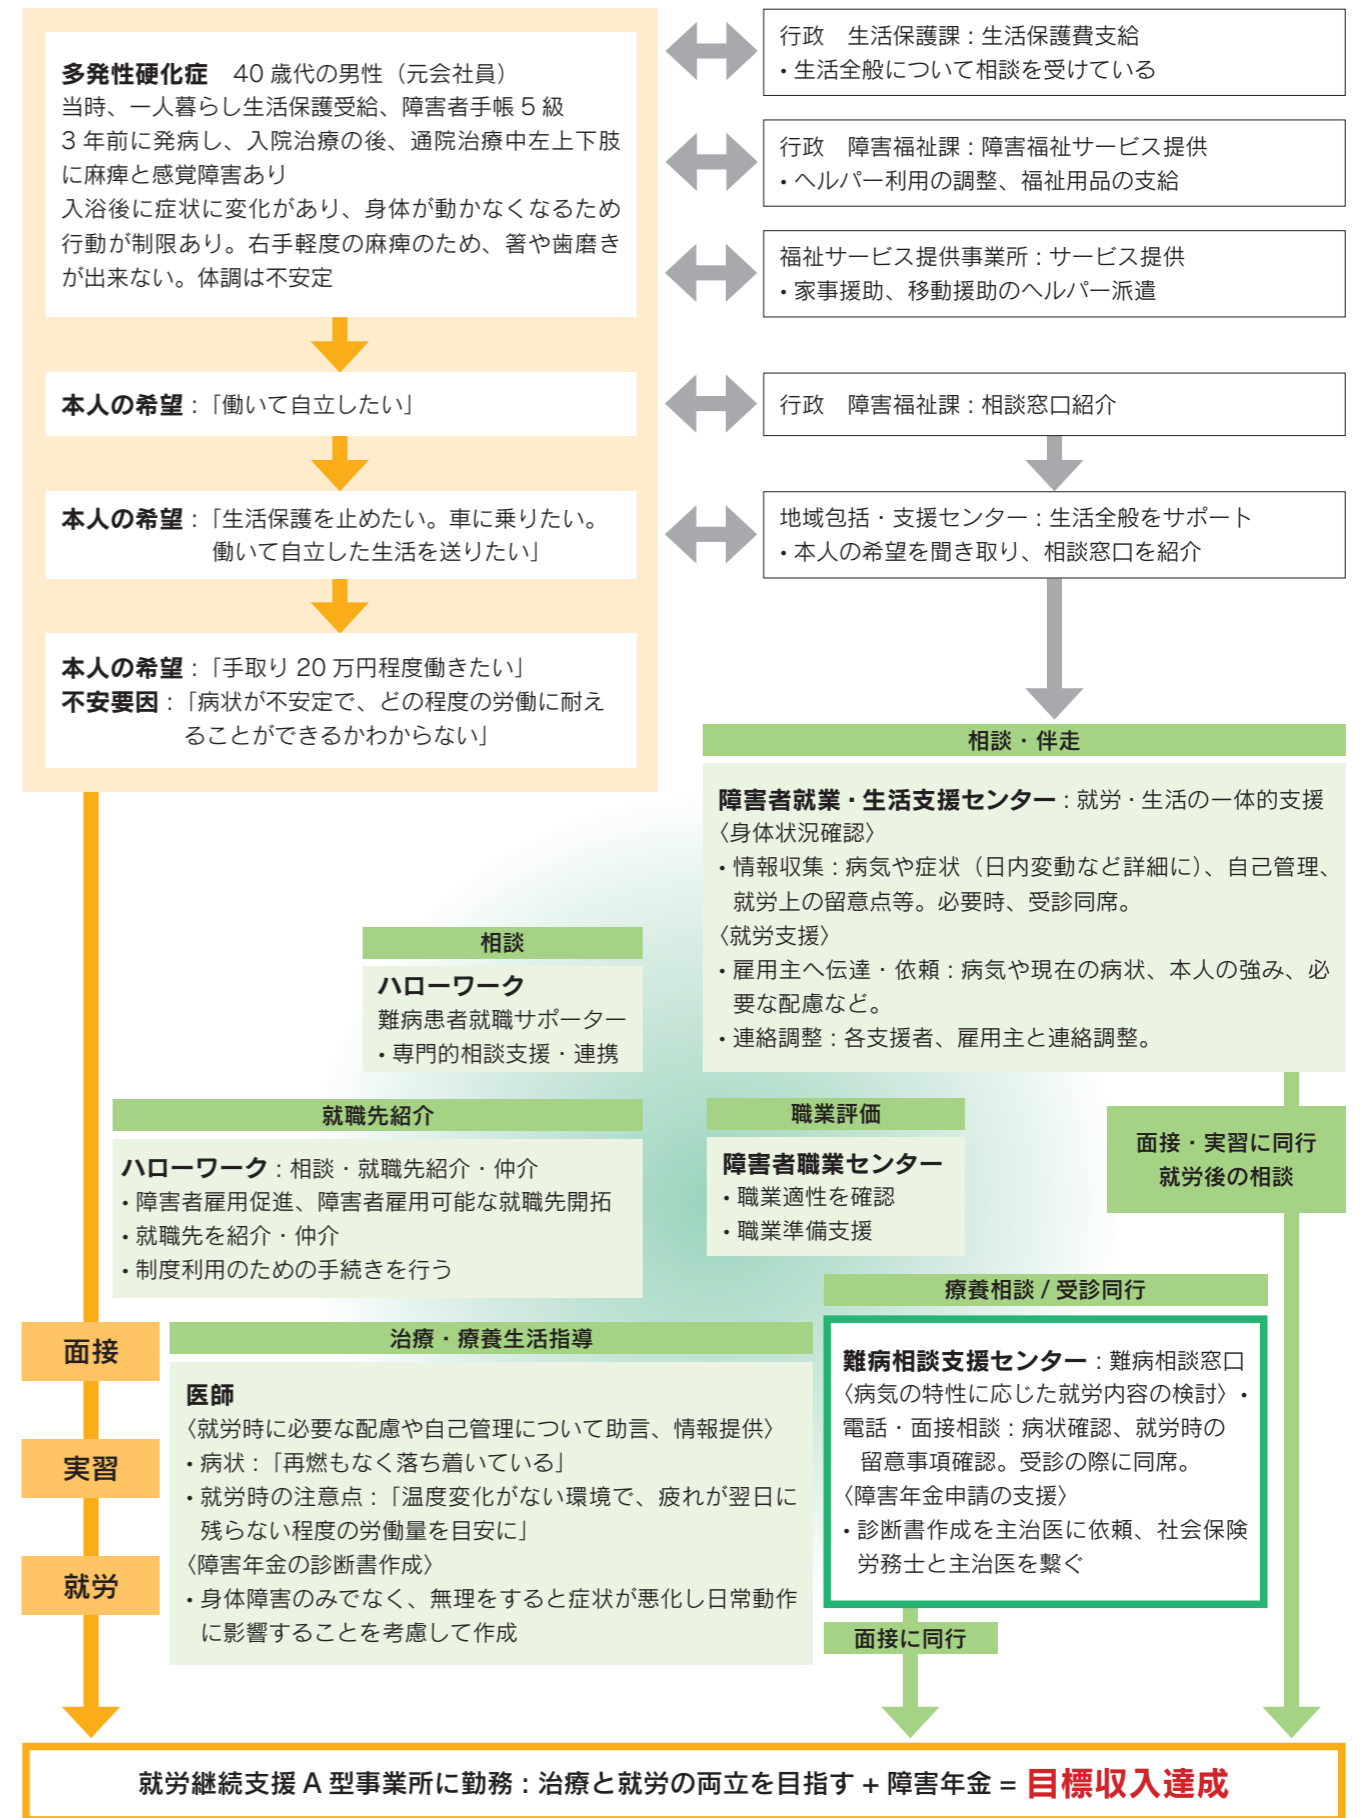 多発性硬化症　40 歳代の男性（元会社員）
当時、一人暮らし生活保護受給、障害者手帳 5 級
3 年前に発病し、入院治療の後、通院治療中左上下肢
に麻痺と感覚障害あり
入浴後に症状に変化があり、身体が動かなくなるため
行動が制限あり。右手軽度の麻痺のため、箸や歯磨き
が出来ない。体調は不安定
行政　生活保護課：生活保護費支給
・生活全般について相談を受けている
行政　障害福祉課：障害福祉サービス提供
・ヘルパー利用の調整、福祉用品の支給
福祉サービス提供事業所：サービス提供
・家事援助、移動援助のヘルパー派遣
本人の希望：「働いて自立したい」
行政　障害福祉課：相談窓口紹介
本人の希望：「生活保護を止めたい。車に乗りたい。
働いて自立した生活を送りたい」
地域包括・支援センター：生活全般をサポート
・本人の希望を聞き取り、相談窓口を紹介
本人の希望：「手取り 20 万円程度働きたい」
不安要因：「病状が不安定で、どの程度の労働に耐え
ることができるかわからない」
相談・伴走
障害者就業・生活支援センター：就労・生活の一体的支援
〈身体状況確認〉
・情報収集：病気や症状（日内変動など詳細に）、自己管理、
就労上の留意点等。必要時、受診同席。
〈就労支援〉
・雇用主へ伝達・依頼：病気や現在の病状、本人の強み、必
要な配慮など。
・連絡調整：各支援者、雇用主と連絡調整。
相談
ハローワーク
難病患者就職サポーター
・専門的相談支援・連携
就職先紹介
ハローワーク：相談・就職先紹介・仲介
・障害者雇用促進、障害者雇用可能な就職先開拓
・就職先を紹介・仲介
・制度利用のための手続きを行う
職業評価
障害者職業センター
・職業適性を確認
・職業準備支援
面接・実習に同行
就労後の相談
面接
実習
就労
治療・療養生活指導
医師
〈就労時に必要な配慮や自己管理について助言、情報提供〉
・病状：「再燃もなく落ち着いている」
・就労時の注意点：「温度変化がない環境で、疲れが翌日に
残らない程度の労働量を目安に」
〈障害年金の診断書作成〉
・身体障害のみでなく、無理をすると症状が悪化し日常動作
に影響することを考慮して作成
療養相談 / 受診同行
難病相談支援センター：難病相談窓口
〈病気の特性に応じた就労内容の検討〉・
電話・面接相談：病状確認、就労時の
留意事項確認。受診の際に同席。
〈障害年金申請の支援〉
・診断書作成を主治医に依頼、社会保険
労務士と主治医を繋ぐ
面接に同行
就労継続支援 A 型事業所に勤務：治療と就労の両立を目指す + 障害年金 = 目標収入達成